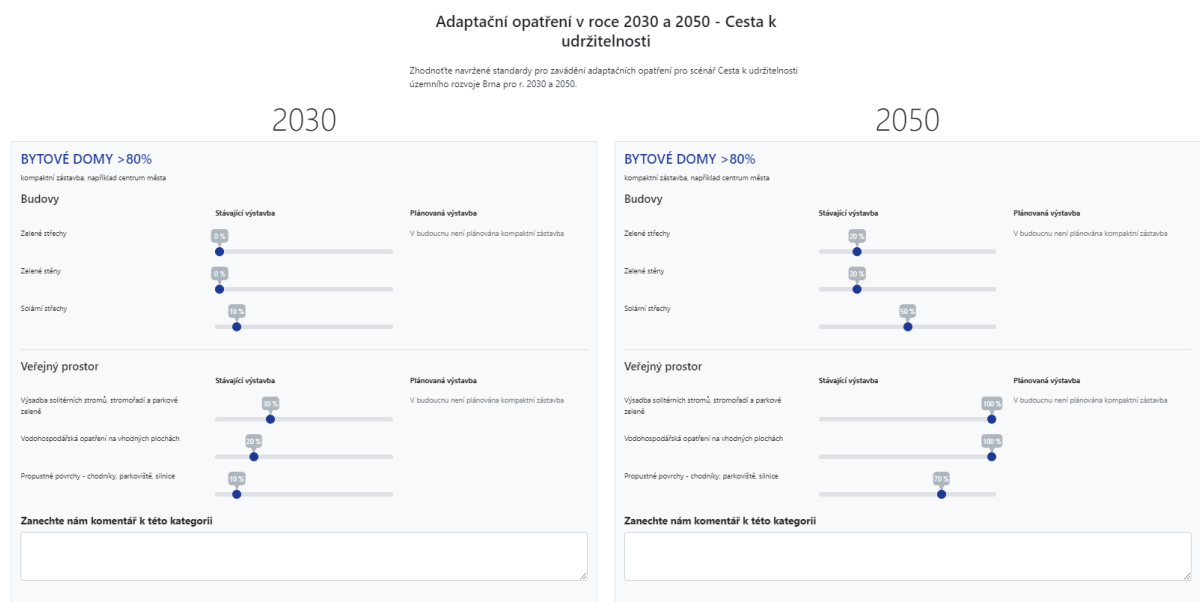 Adaptační opatření v roce 2030 a 2050 - Cesta k
udržitelnosti
Zhodnoťte navržené standardy pro zavádění adaptačních opatření pro scénář Cesta k udržitelnosti
územního rozvoje Brna pro r. 2030 a 2050.
2030
BYTOVÉ DOMY >80%
kompaktní zástavba, například centrum města
Budovy
Stávající výstavba
Plánovaná výstavba
Zelené střechy
0 %
V budoucnu není plánována kompaktní zástavba
Zelené stěny
0 %
Solární střechy
10 %
Veřejný prostor
Stávající výstavba
Plánovaná výstavba
Výsadba solitérních stromů, stromořadí a parkové
zeleně
30 %
V budoucnu není plánována kompaktní zástavba
Vodohospodářská opatření na vhodných plochách
20 %
Propustné povrchy - chodníky, parkoviště, silnice
10 %
Zanechte nám komentář k této kategorii
2050
BYTOVÉ DOMY >80%
kompaktní zástavba, například centrum města
Budovy
Stávající výstavba
Plánovaná výstavba
Zelené střechy
20 %
V budoucnu není plánována kompaktní zástavba
Zelené stěny
20 %
Solární střechy
50 %
Veřejný prostor
Stávající výstavba
Plánovaná výstavba
Výsadba solitérních stromů, stromořadí a parkové
zeleně
100 %
V budoucnu není plánována kompaktní zástavba
Vodohospodářská opatření na vhodných plochách
100 %
Propustné povrchy - chodníky, parkoviště, silnice
70 %
Zanechte nám komentář k této kategorii